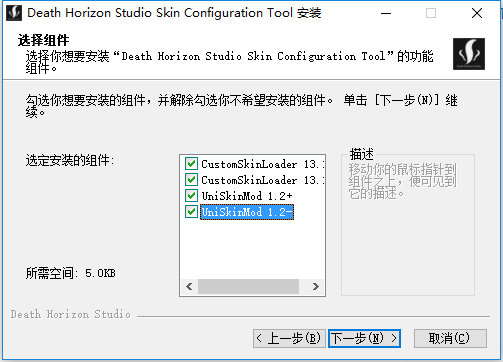 Death Horizon Studio Skin Configuration Tool 安装
选择组件
选择你想要安装“Death Horizon Studio Skin Configuration Tool”的功能
组件。
勾选你想要安装的组件，并解除勾选你不希望安装的组件。 单击 [下一步(N)] 继
续。
选定安装的组件:
CustomSkinLoader 13.
CustomSkinLoader 13.
UniSkinMod 1.2+
UniSkinMod 1.2-
描述
移动你的鼠标指针到
组件之上，便可见到
它的描述。
所需空间: 5.0KB
Death Horizon Studio
< 上一步(B)
下一步(N) >
取消(C)